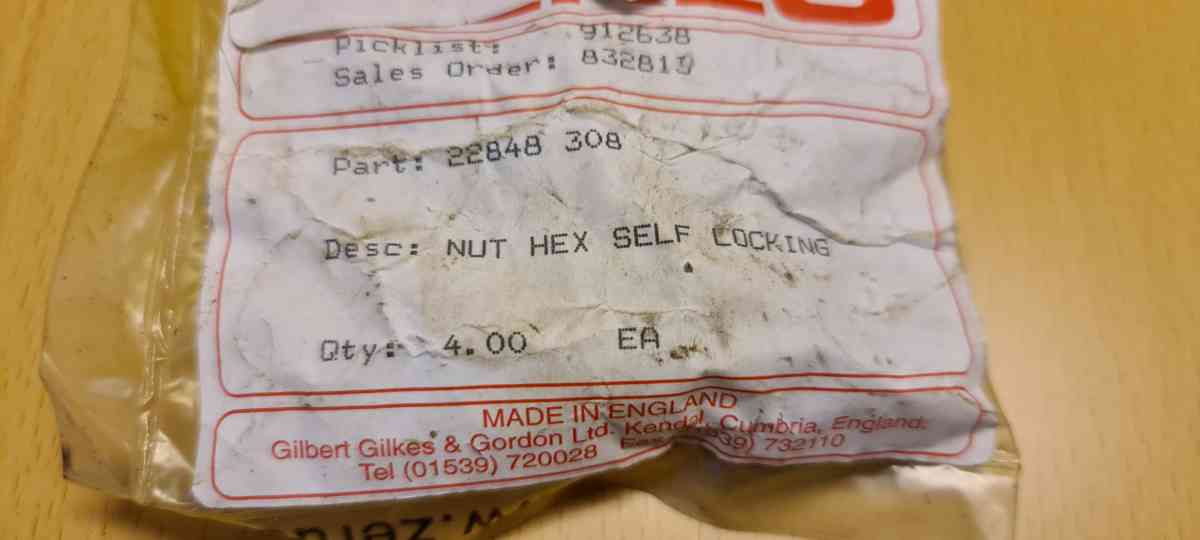 Picklist: 912638
Sales Order: 832819
Part: 22848 308
Desc: NUT HEX SELF LOCKING
Qty: 4.00 EA
MADE IN ENGLAND
Gilbert Gilkes & Gordon Ltd. Kendal, Cumbria, England.
Tel (01539) 720028 732110